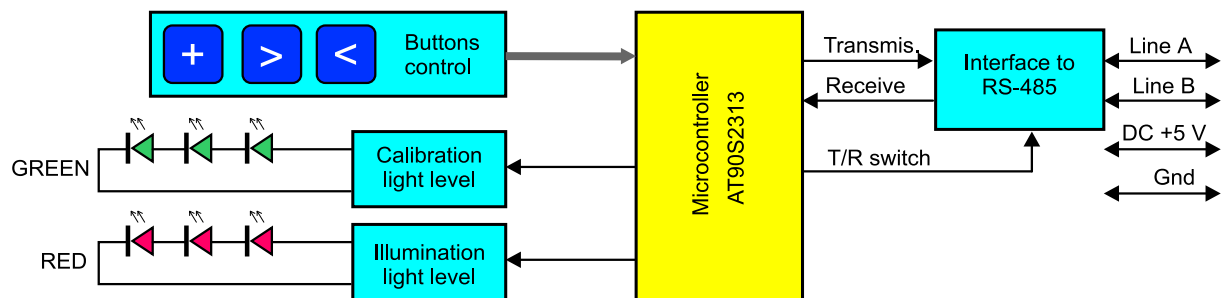 + > <
Buttons
control
GREEN
Calibration
light level
RED
Illumination
light level
Microcontroller
AT90S2313
Transmis.
Receive
T/R switch
Interface to
RS-485
Line A
Line B
DC +5 V
Gnd